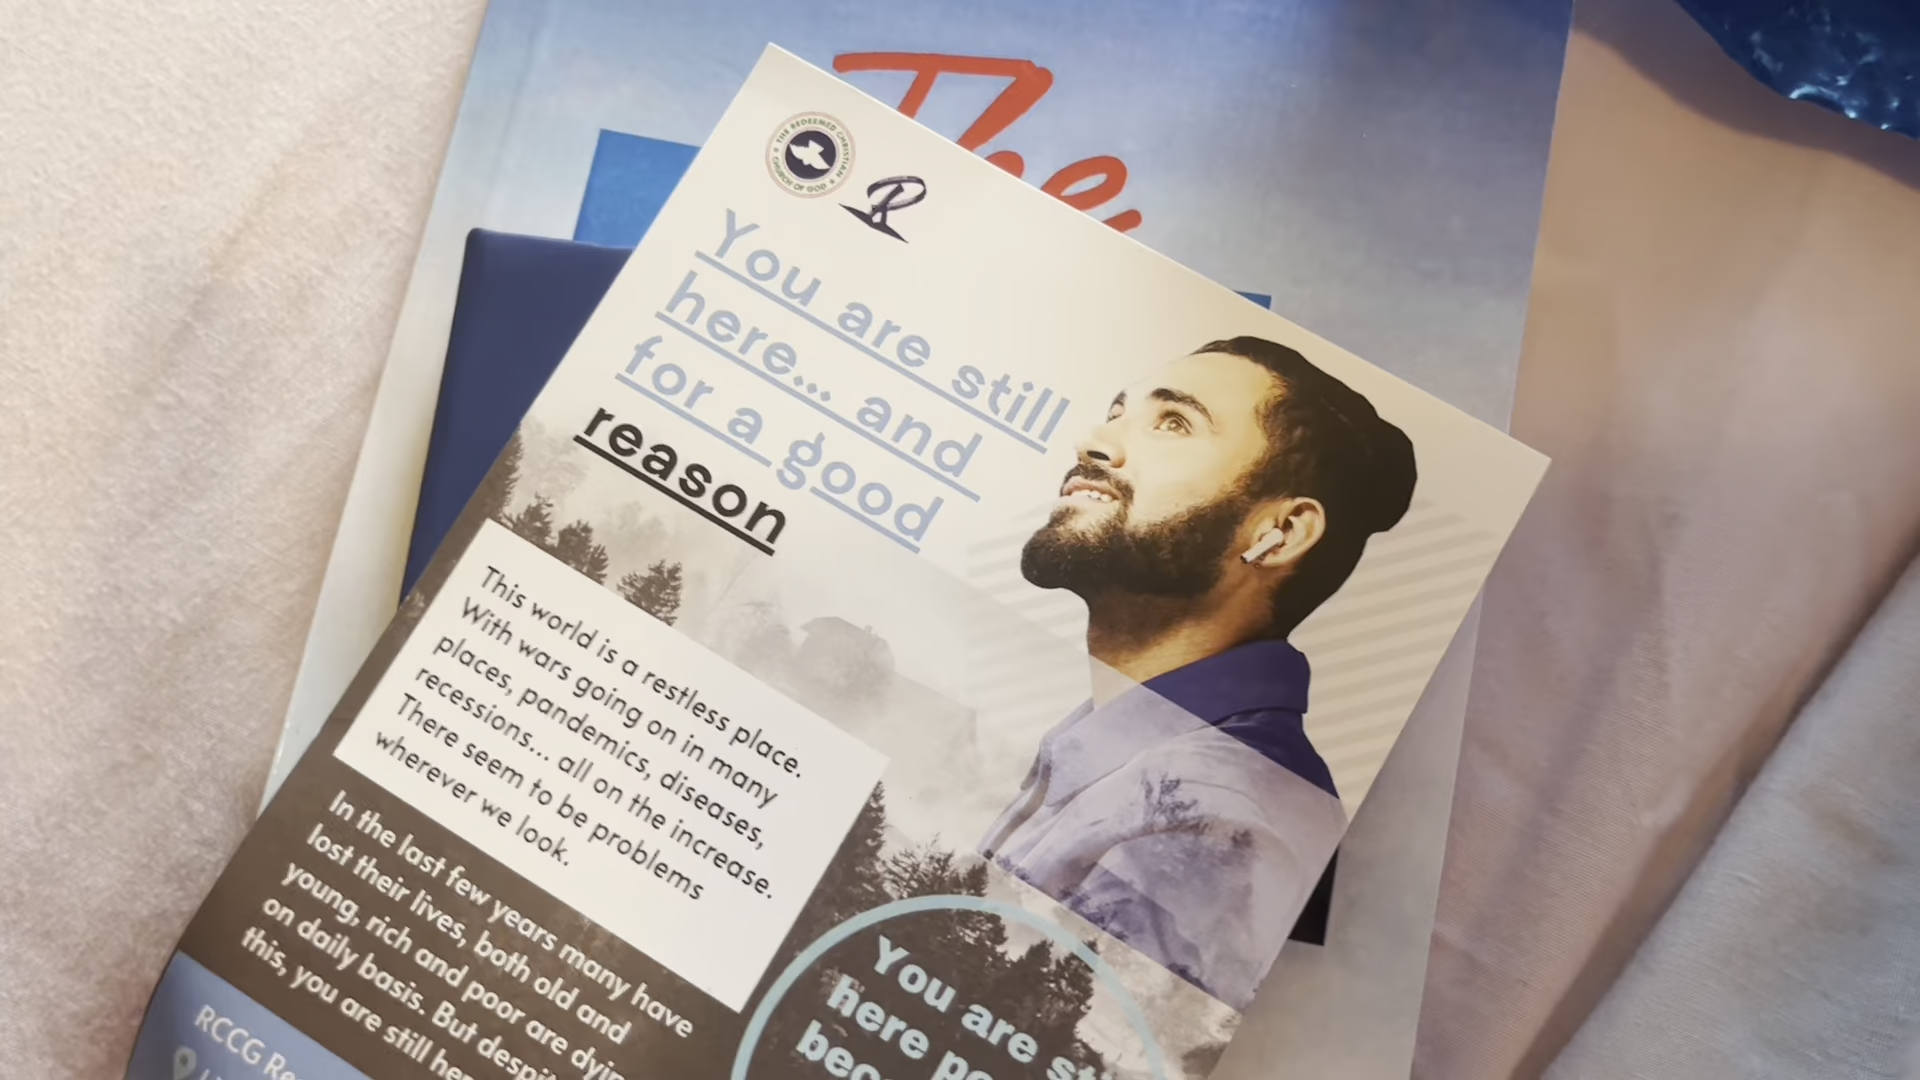 The
THE REDEEMED CHRISTIAN
CHURCH OF GOD
R
You are still
here... and
for a good
reason
This world is a restless place.
With wars going on in many
places, pandemics, diseases,
recessions... all on the increase.
There seem to be problems
wherever we look.
In the last few years many have
lost their lives, both old and
young, rich and poor are dying
on daily basis. But despite
this, you are still here
You are
here
RCCG